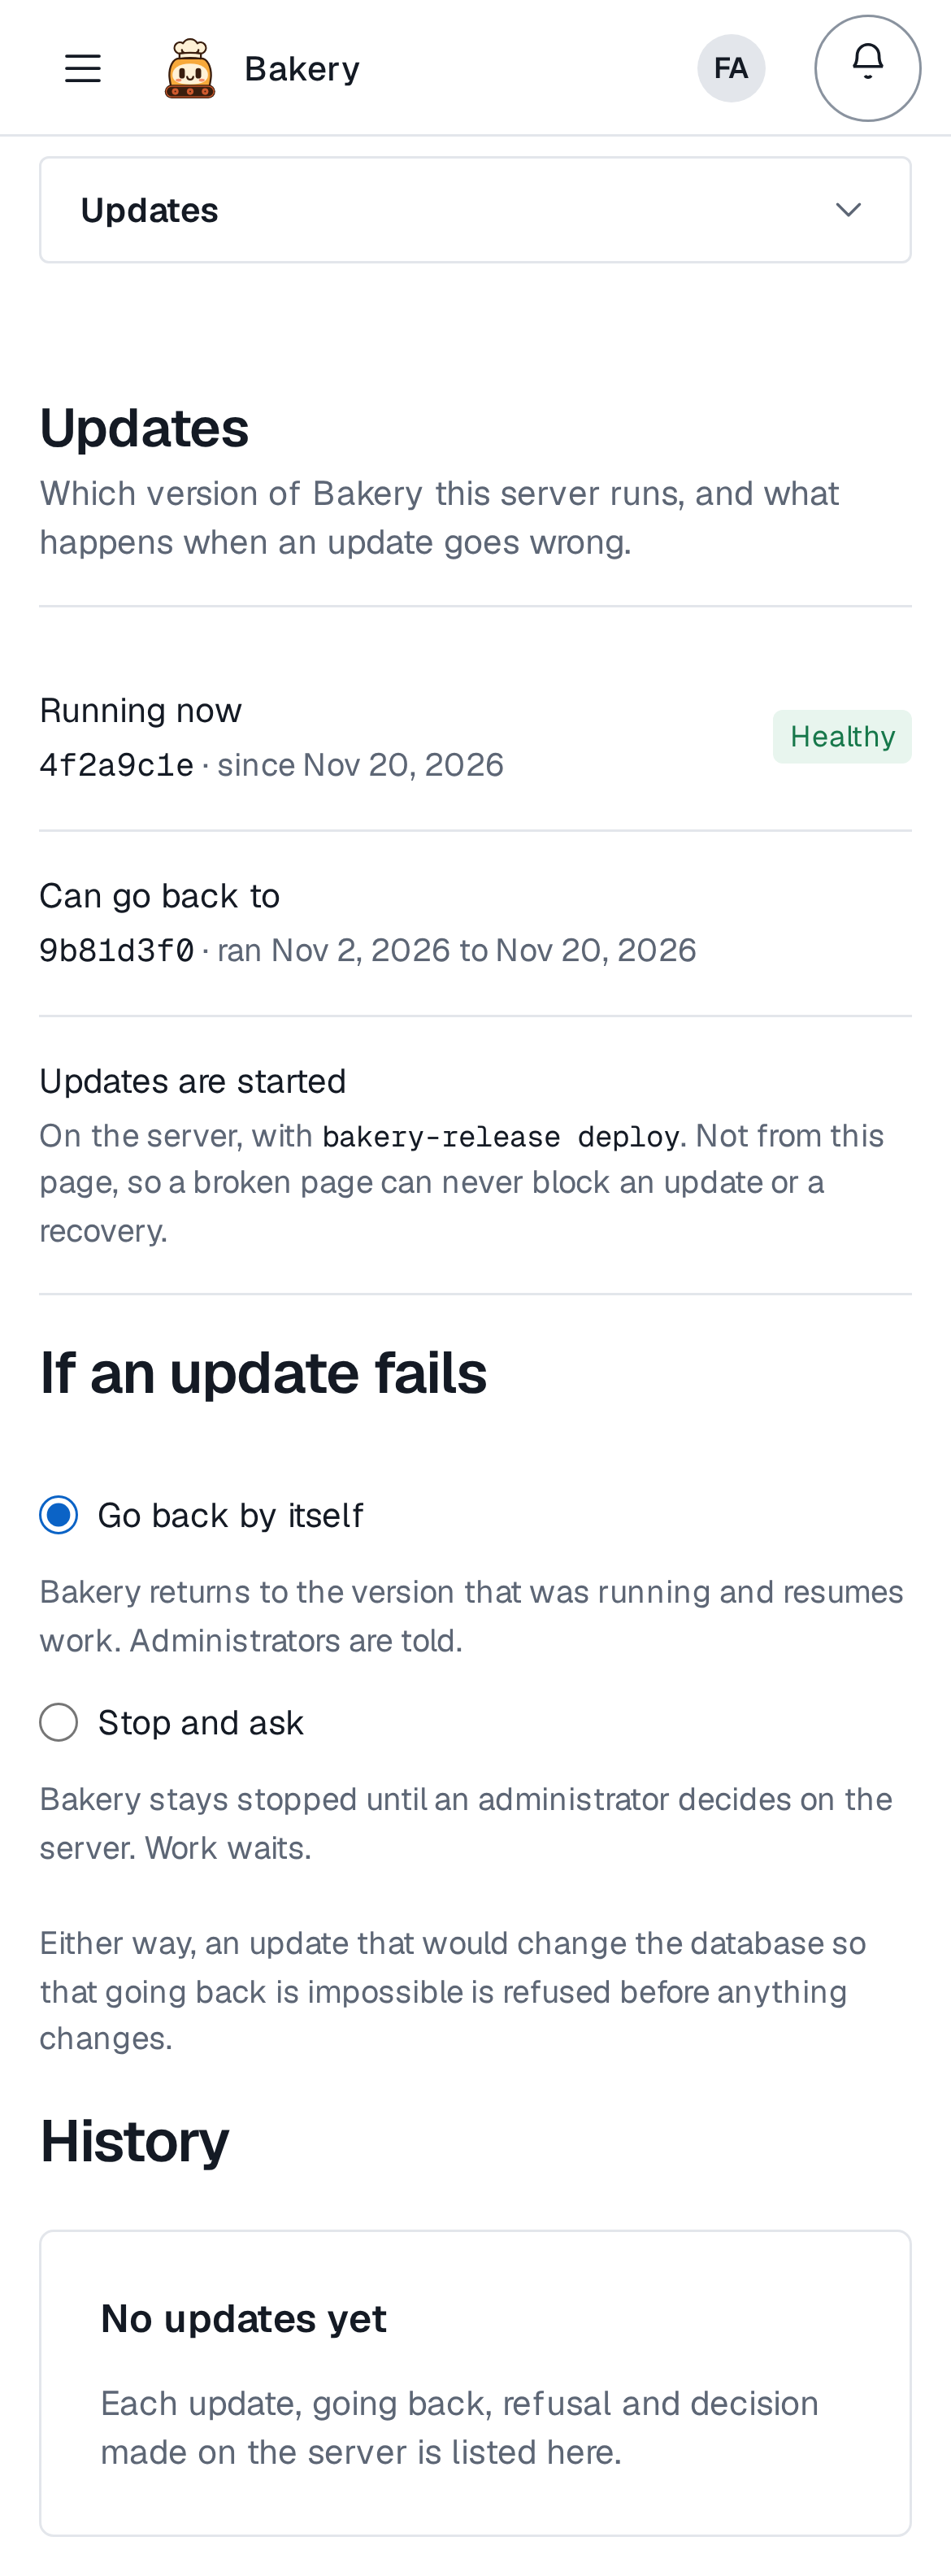 Bakery
FA
Updates
Updates
Which version of Bakery this server runs, and what
happens when an update goes wrong.
Running now
4f2a9c1e · since Nov 20, 2026
Healthy
Can go back to
9b81d3f0 · ran Nov 2, 2026 to Nov 20, 2026
Updates are started
On the server, with bakery-release deploy. Not from this
page, so a broken page can never block an update or a
recovery.
If an update fails
Go back by itself
Bakery returns to the version that was running and resumes
work. Administrators are told.
Stop and ask
Bakery stays stopped until an administrator decides on the
server. Work waits.
Either way, an update that would change the database so
that going back is impossible is refused before anything
changes.
History
No updates yet
Each update, going back, refusal and decision
made on the server is listed here.